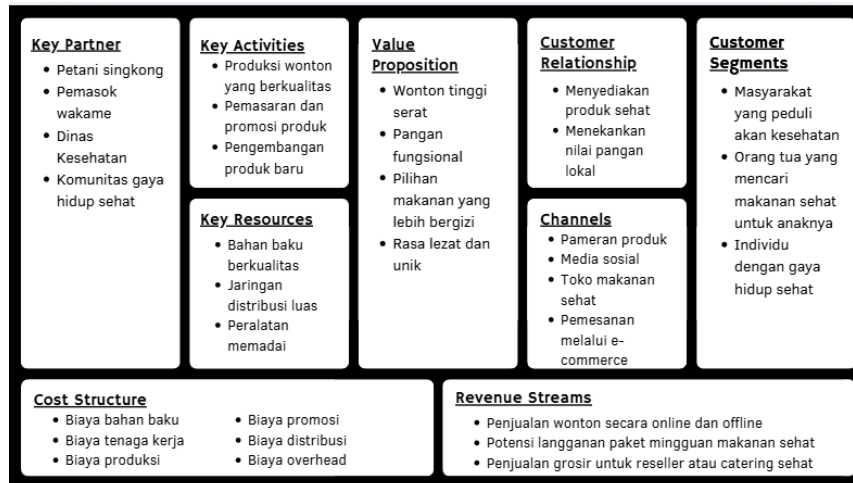 Key Partner
• Petani singkong
• Pemasok
wakame
• Dinas
Kesehatan
• Komunitas gaya
hidup sehat
Key Activities
• Produksi wonton
yang berkualitas
• Pemasaran dan
promosi produk
• Pengembangan
produk baru
Key Resources
• Bahan baku
berkualitas
• Jaringan
distribusi luas
• Peralatan
memadai
Value
Proposition
• Wonton tinggi
serat
• Pangan
fungsional
• Pilihan
makanan yang
lebih bergizi
• Rasa lezat dan
unik
Customer
Relationship
• Menyediakan
produk sehat
• Menekankan
nilai pangan
lokal
Channels
• Pameran produk
• Media sosial
• Toko makanan
sehat
• Pemesanan
melalui e-
commerce
Customer
Segments
• Masyarakat
yang peduli
akan kesehatan
• Orang tua yang
mencari
makanan sehat
untuk anaknya
• Individu
dengan gaya
hidup sehat
Cost Structure
• Biaya bahan baku
• Biaya tenaga kerja
• Biaya produksi
• Biaya promosi
• Biaya distribusi
• Biaya overhead
Revenue Streams
• Penjualan wonton secara online dan offline
• Potensi langganan paket mingguan makanan sehat
• Penjualan grosir untuk reseller atau catering sehat